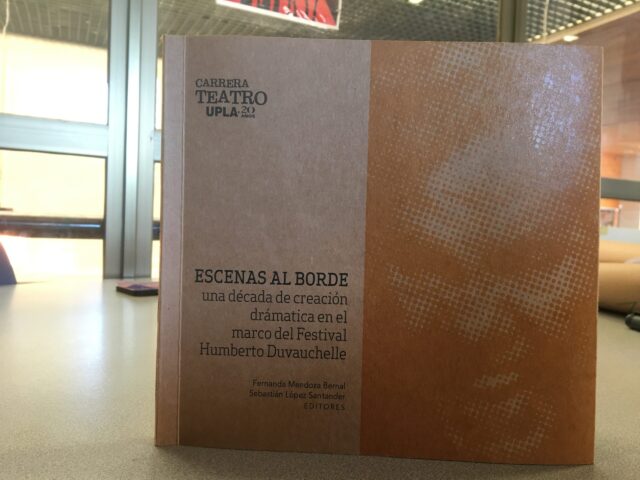 CARRERA
TEATRO
UPLA.20
AÑOS
ESCENAS AL BORDE
una década de creación
drámatica en el
marco del Festival
Humberto Duvauchelle
Fernanda Mendoza Bernal
Sebastián López Santander
EDITORES